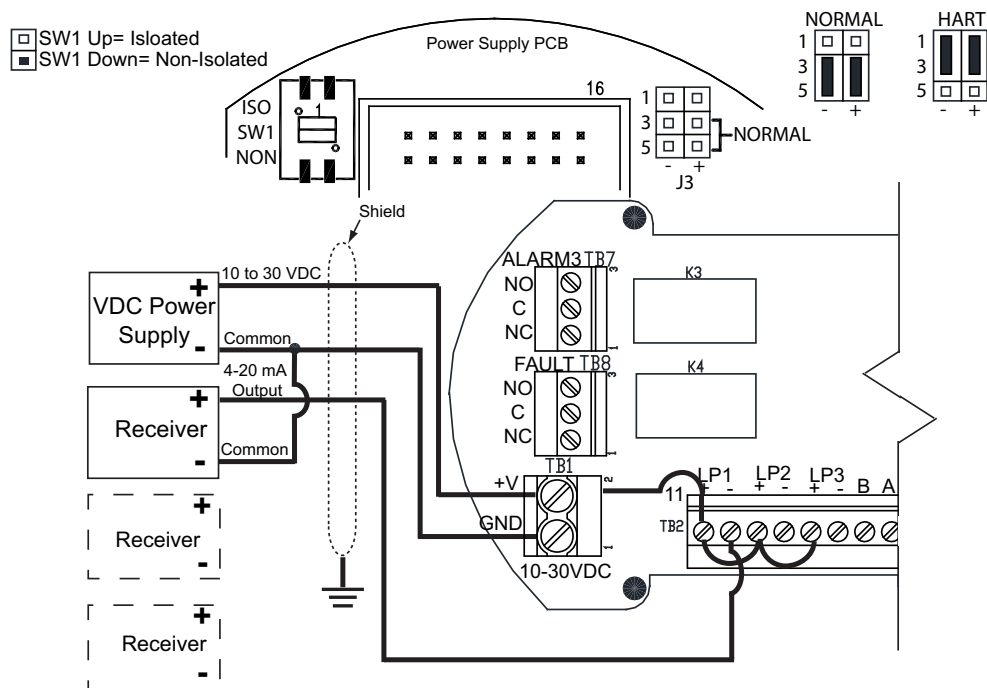 SW1 Up= Isloated
SW1 Down= Non-Isolated
Power Supply PCB
NORMAL
1
3
5
- +
HART
1
3
5
- +
ISO
SW1
NON
1
16
1
3
5
NORMAL
- +
J3
Shield
10 to 30 VDC
+
VDC Power
Supply
-
Common
4-20 mA
Output
+
Receiver
-
Common
+
Receiver
-
+
Receiver
-
ALARM3 TB7
NO
C
NC
3
1
K3
FAULT TB8
NO
C
NC
3
1
K4
TB1
+V
GND
2
1
10-30VDC
11
LP1 LP2 LP3
+ - + - + - B A
TB2